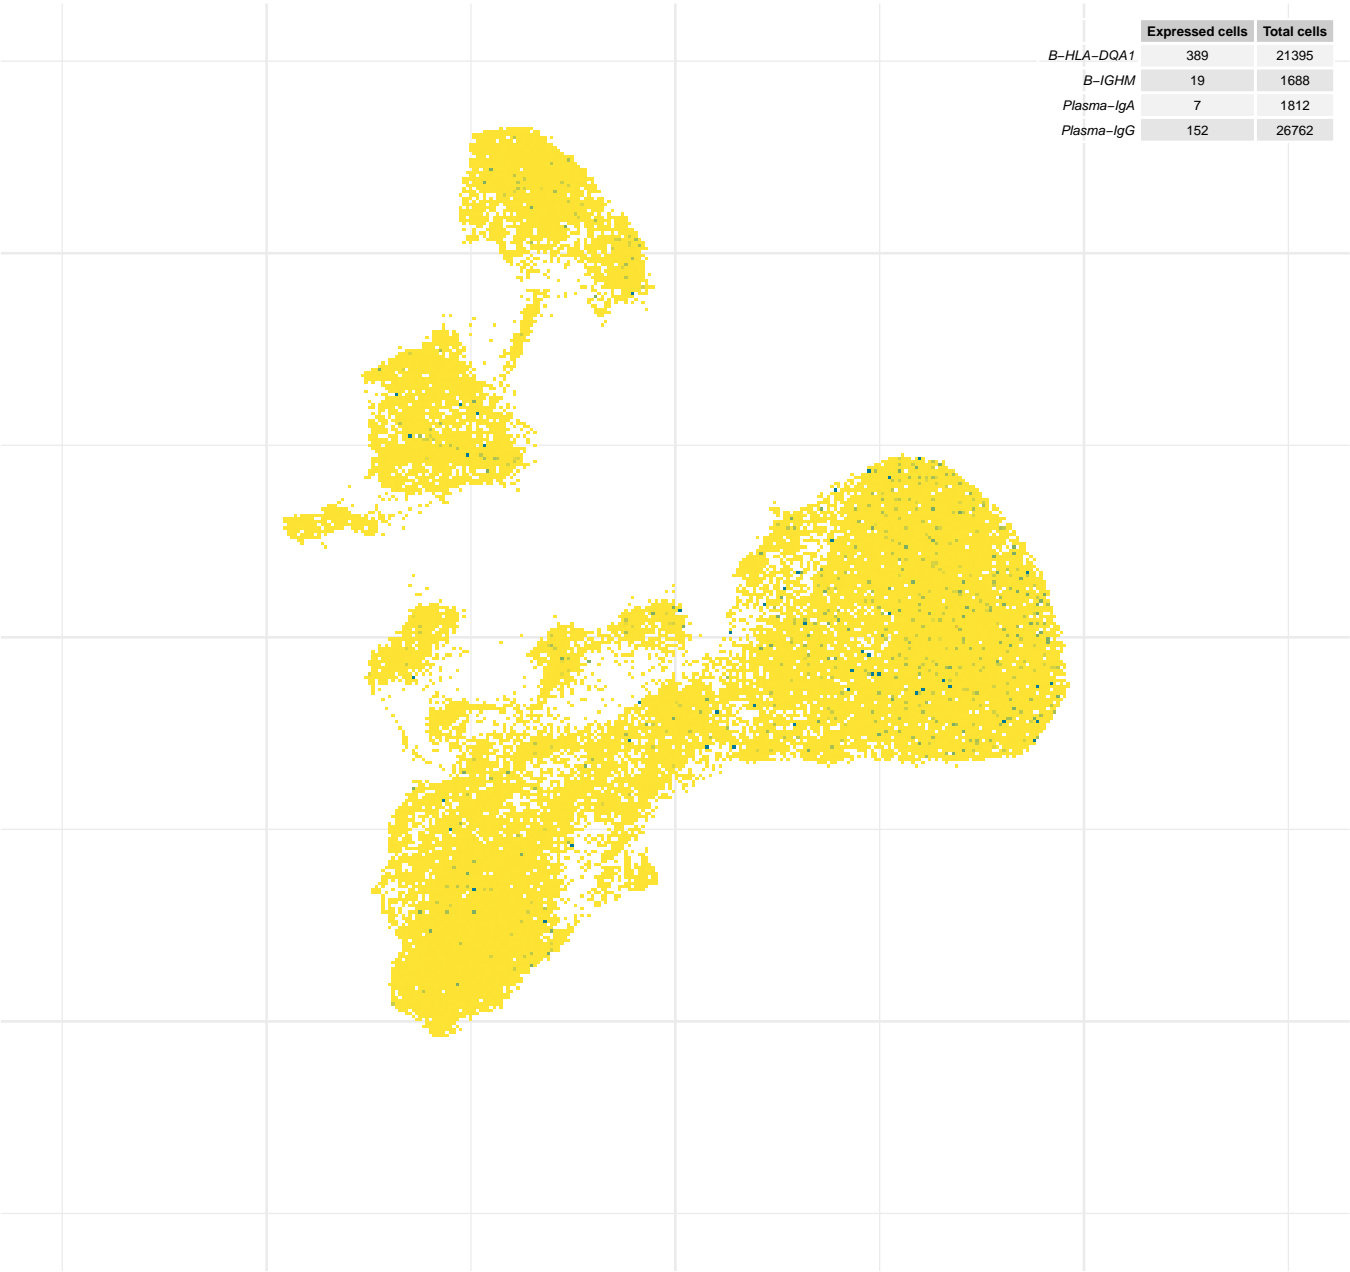 Expressed cells Total cells
B−HLA−DQA1 389 21395
B−IGHM 19 1688
Plasma−IgA 7 1812
Plasma−IgG 152 26762